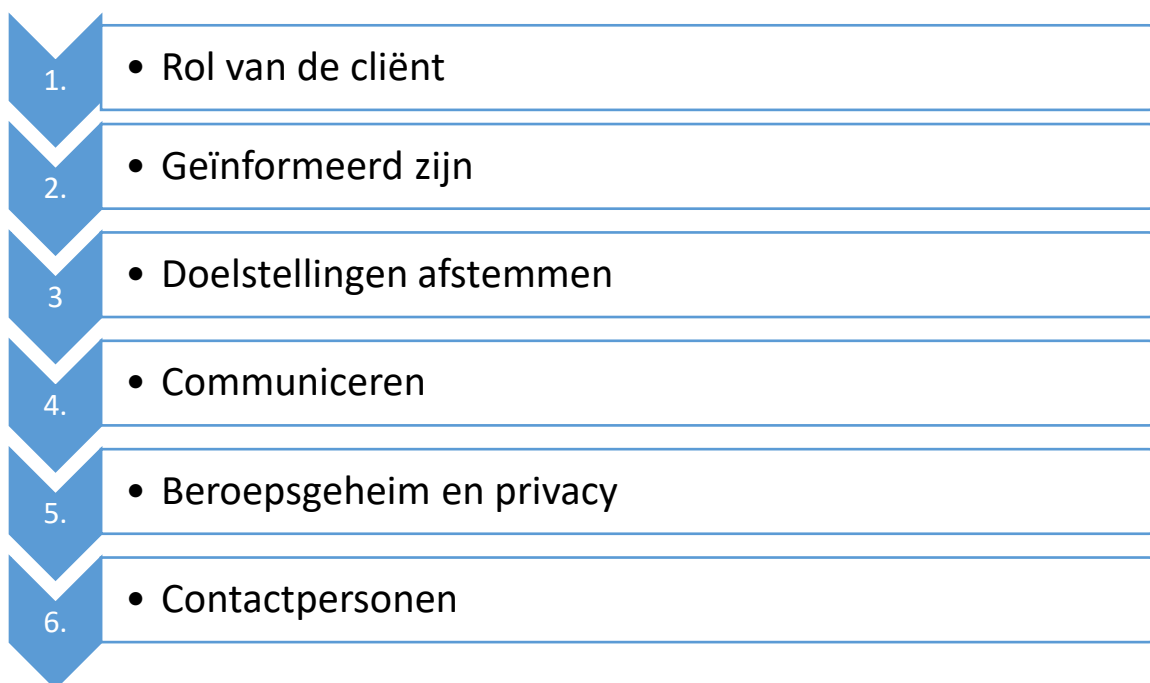 1. • Rol van de cliënt
2. • Geïnformeerd zijn
3 • Doelstellingen afstemmen
4. • Communiceren
5. • Beroepsgeheim en privacy
6. • Contactpersonen